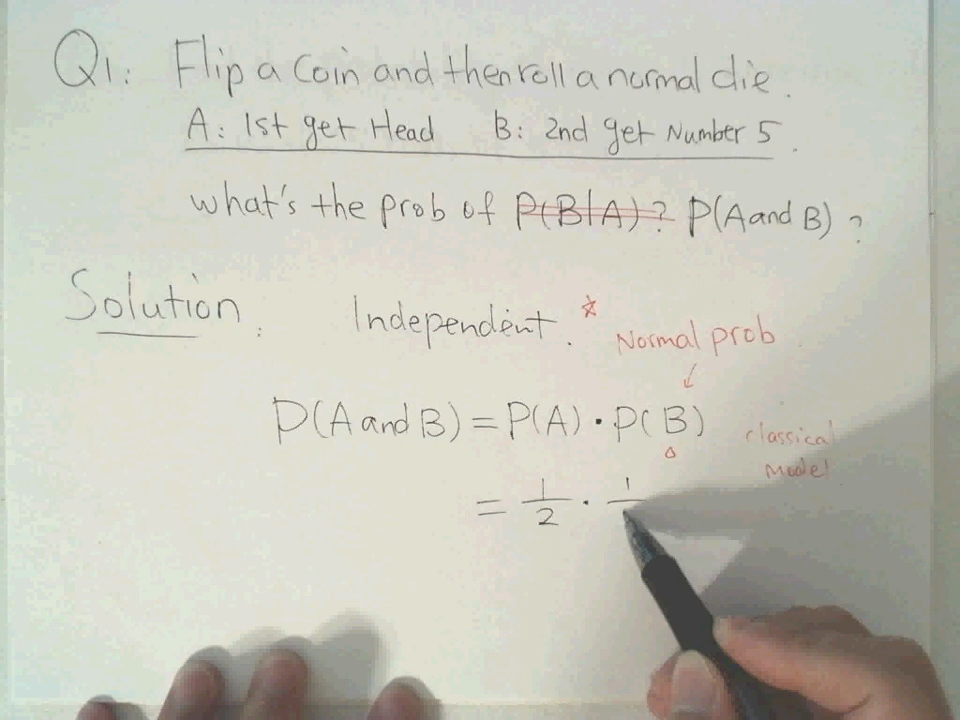 Q1: Flip a Coin and then roll a normal die.
A: 1st get Head B: 2nd get Number 5.
what's the prob of P(B|A)? P(A and B)?
Solution: Independent. *
Normal prob
P(A and B) = P(A) · P(B)
classical
model
= 1/2 · 1/